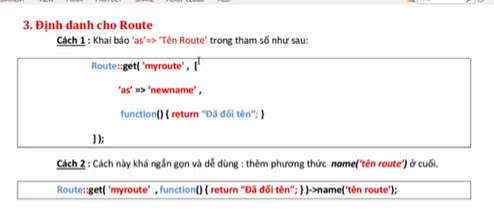 3. Định danh cho Route
Cách 1 : Khai báo 'as'=> 'Tên Route' trong tham số như sau:
Route::get( 'myroute' , [
'as' => 'newname' ,
function() { return "Đã đổi tên"; }
] );
Cách 2 : Cách này khá ngắn gọn và dễ dùng : thêm phương thức name('tên route') ở cuối.
Route::get( 'myroute' , function() { return "Đã đổi tên"; } )->name('tên route');